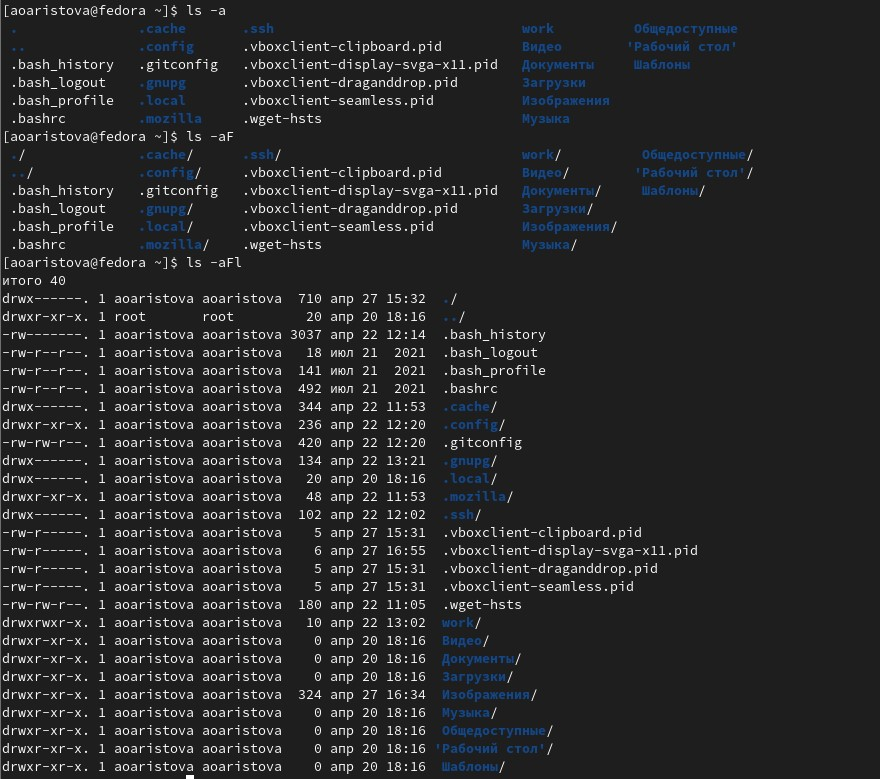 [aoaristova@fedora ~]$ ls -a
. .cache .ssh work Общедоступные
.. .config .vboxclient-clipboard.pid Видео 'Рабочий стол'
.bash_history .gitconfig .vboxclient-display-svga-x11.pid Документы Шаблоны
.bash_logout .gnupg .vboxclient-draganddrop.pid Загрузки
.bash_profile .local .vboxclient-seamless.pid Изображения
.bashrc .mozilla .wget-hsts Музыка
[aoaristova@fedora ~]$ ls -aF
./ .cache/ .ssh/ work/ Общедоступные/
../ .config/ .vboxclient-clipboard.pid Видео/ 'Рабочий стол'/
.bash_history .gitconfig .vboxclient-display-svga-x11.pid Документы/ Шаблоны/
.bash_logout .gnupg/ .vboxclient-draganddrop.pid Загрузки/
.bash_profile .local/ .vboxclient-seamless.pid Изображения/
.bashrc .mozilla/ .wget-hsts Музыка/
[aoaristova@fedora ~]$ ls -aFl
итого 40
drwx------. 1 aoaristova aoaristova 710 апр 27 15:32 ./
drwxr-xr-x. 1 root root 20 апр 20 18:16 ../
-rw-------. 1 aoaristova aoaristova 3037 апр 22 12:14 .bash_history
-rw-r--r--. 1 aoaristova aoaristova 18 июл 21 2021 .bash_logout
-rw-r--r--. 1 aoaristova aoaristova 141 июл 21 2021 .bash_profile
-rw-r--r--. 1 aoaristova aoaristova 492 июл 21 2021 .bashrc
drwx------. 1 aoaristova aoaristova 344 апр 22 11:53 .cache/
drwxr-xr-x. 1 aoaristova aoaristova 236 апр 22 12:20 .config/
-rw-rw-r--. 1 aoaristova aoaristova 420 апр 22 12:20 .gitconfig
drwx------. 1 aoaristova aoaristova 134 апр 22 13:21 .gnupg/
drwx------. 1 aoaristova aoaristova 20 апр 20 18:16 .local/
drwxr-xr-x. 1 aoaristova aoaristova 48 апр 22 11:53 .mozilla/
drwx------. 1 aoaristova aoaristova 102 апр 22 12:02 .ssh/
-rw-r-----. 1 aoaristova aoaristova 5 апр 27 15:31 .vboxclient-clipboard.pid
-rw-r-----. 1 aoaristova aoaristova 6 апр 27 16:55 .vboxclient-display-svga-x11.pid
-rw-r-----. 1 aoaristova aoaristova 5 апр 27 15:31 .vboxclient-draganddrop.pid
-rw-r-----. 1 aoaristova aoaristova 5 апр 27 15:31 .vboxclient-seamless.pid
-rw-rw-r--. 1 aoaristova aoaristova 180 апр 22 11:05 .wget-hsts
drwxrwxr-x. 1 aoaristova aoaristova 10 апр 22 13:02 work/
drwxr-xr-x. 1 aoaristova aoaristova 0 апр 20 18:16 Видео/
drwxr-xr-x. 1 aoaristova aoaristova 0 апр 20 18:16 Документы/
drwxr-xr-x. 1 aoaristova aoaristova 0 апр 20 18:16 Загрузки/
drwxr-xr-x. 1 aoaristova aoaristova 324 апр 27 16:34 Изображения/
drwxr-xr-x. 1 aoaristova aoaristova 0 апр 20 18:16 Музыка/
drwxr-xr-x. 1 aoaristova aoaristova 0 апр 20 18:16 Общедоступные/
drwxr-xr-x. 1 aoaristova aoaristova 0 апр 20 18:16 'Рабочий стол'/
drwxr-xr-x. 1 aoaristova aoaristova 0 апр 20 18:16 Шаблоны/